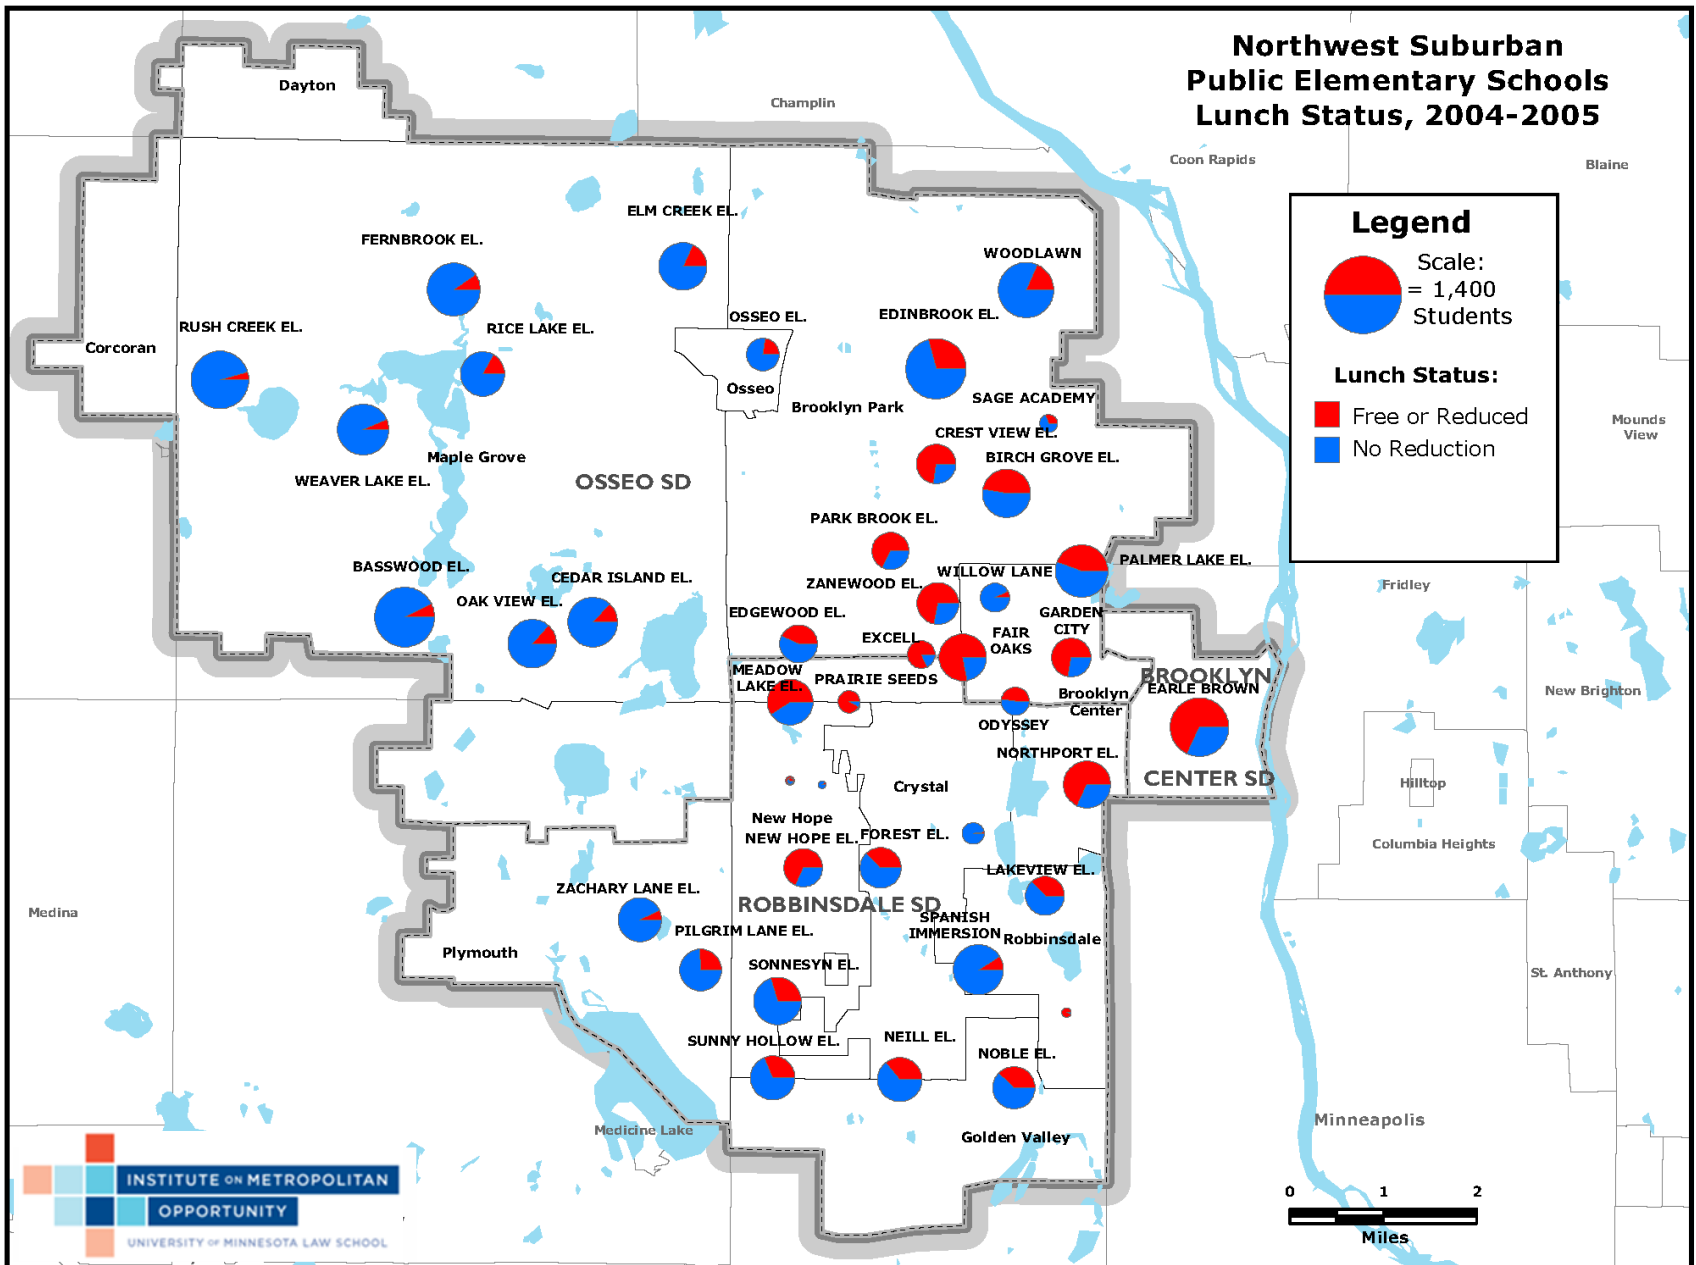 Northwest Suburban
Public Elementary Schools
Lunch Status, 2004-2005
Dayton
Champlin
Coon Rapids
Blaine
Legend
Scale:
= 1,400
Students
Lunch Status:
Free or Reduced
No Reduction
ELM CREEK EL.
FERNBROOK EL.
WOODLAWN
RUSH CREEK EL.
RICE LAKE EL.
OSSEO EL.
EDINBROOK EL.
Corcoran
Osseo
Brooklyn Park
SAGE ACADEMY
Mounds
View
CREST VIEW EL.
Maple Grove
BIRCH GROVE EL.
WEAVER LAKE EL.
OSSEO SD
PARK BROOK EL.
BASSWOOD EL.
CEDAR ISLAND EL.
ZANEWOOD EL.
WILLOW LANE
PALMER LAKE EL.
Fridley
OAK VIEW EL.
EDGEWOOD EL.
GARDEN
CITY
EXCELL
FAIR
OAKS
MEADOW
LAKE EL.
PRAIRIE SEEDS
BROOKLYN
EARLE BROWN
New Brighton
Brooklyn
Center
ODYSSEY
NORTHPORT EL.
CENTER SD
Hilltop
Crystal
New Hope
NEW HOPE EL.
FOREST EL.
Columbia Heights
LAKEVIEW EL.
ZACHARY LANE EL.
ROBBINSDALE SD
Medina
SPANISH
IMMERSION
Robbinsdale
PILGRIM LANE EL.
Plymouth
SONNESYN EL.
St. Anthony
SUNNY HOLLOW EL.
NEILL EL.
NOBLE EL.
Medicine Lake
Golden Valley
Minneapolis
INSTITUTE ON METROPOLITAN
OPPORTUNITY
UNIVERSITY OF MINNESOTA LAW SCHOOL
0 1 2
Miles